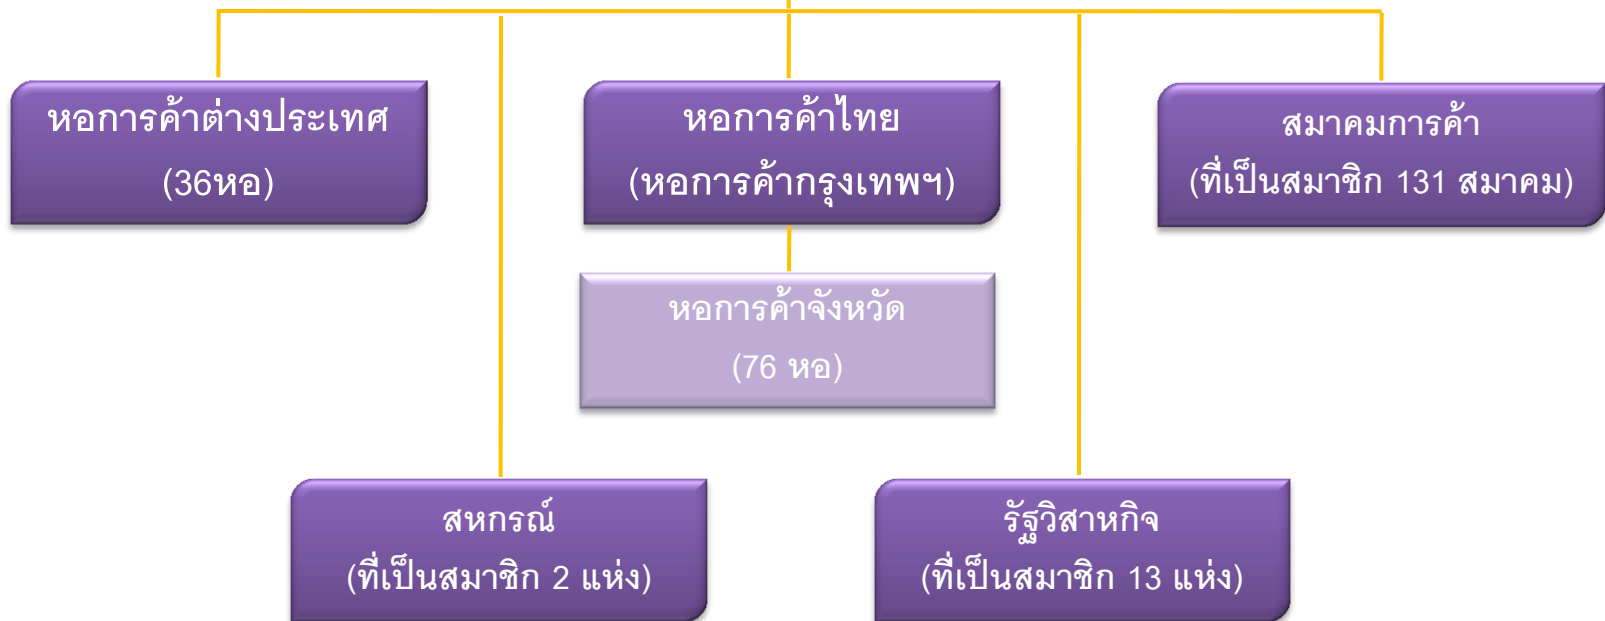 หอการค้าต่างประเทศ
(36หอ)
หอการค้าไทย
(หอการค้ากรุงเทพฯ)
สมาคมการค้า
(ที่เป็นสมาชิก 131 สมาคม)
หอการค้าจังหวัด
(76 หอ)
สหกรณ์
(ที่เป็นสมาชิก 2 แห่ง)
รัฐวิสาหกิจ
(ที่เป็นสมาชิก 13 แห่ง)